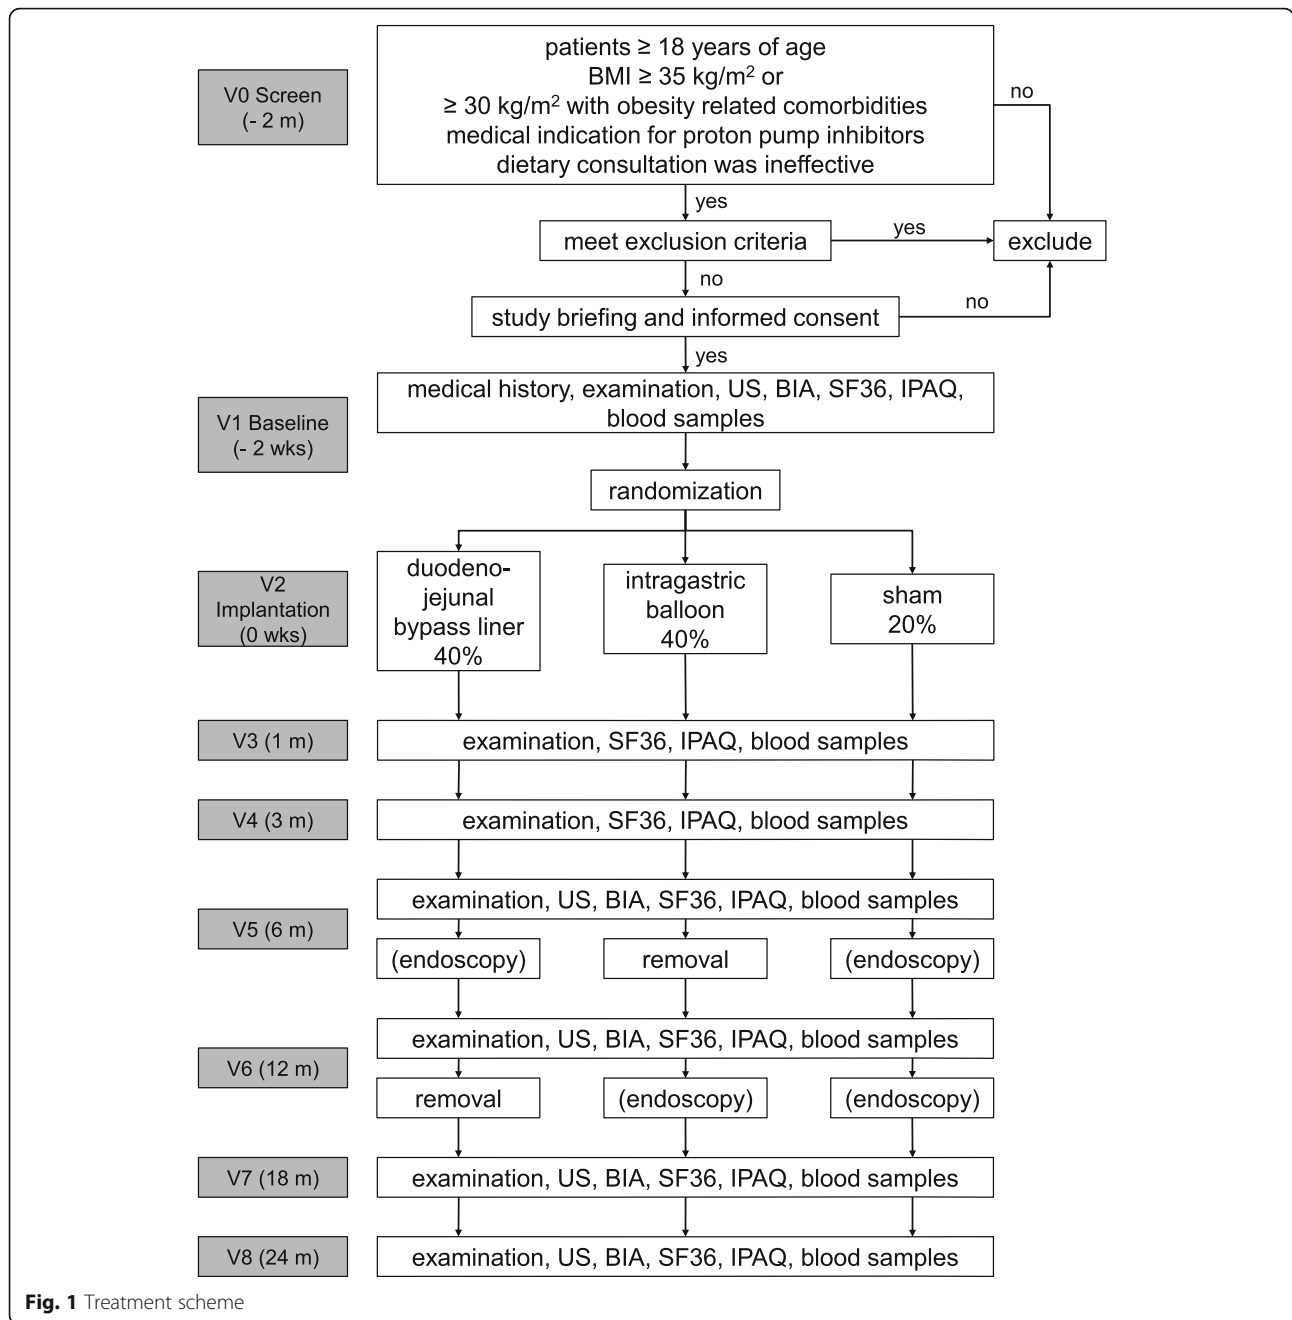 patients ≥ 18 years of age
BMI ≥ 35 kg/m² or
≥ 30 kg/m² with obesity related comorbidities
medical indication for proton pump inhibitors
dietary consultation was ineffective
V0 Screen
(- 2 m)
no
yes
meet exclusion criteria
yes
exclude
no
study briefing and informed consent
no
yes
medical history, examination, US, BIA, SF36, IPAQ,
blood samples
V1 Baseline
(- 2 wks)
randomization
V2
Implantation
(0 wks)
duodeno-
jejunal
bypass liner
40%
intragastric
balloon
40%
sham
20%
V3 (1 m)
examination, SF36, IPAQ, blood samples
V4 (3 m)
examination, SF36, IPAQ, blood samples
V5 (6 m)
examination, US, BIA, SF36, IPAQ, blood samples
(endoscopy)
removal
(endoscopy)
V6 (12 m)
examination, US, BIA, SF36, IPAQ, blood samples
removal
(endoscopy)
(endoscopy)
V7 (18 m)
examination, US, BIA, SF36, IPAQ, blood samples
V8 (24 m)
examination, US, BIA, SF36, IPAQ, blood samples
Fig. 1 Treatment scheme